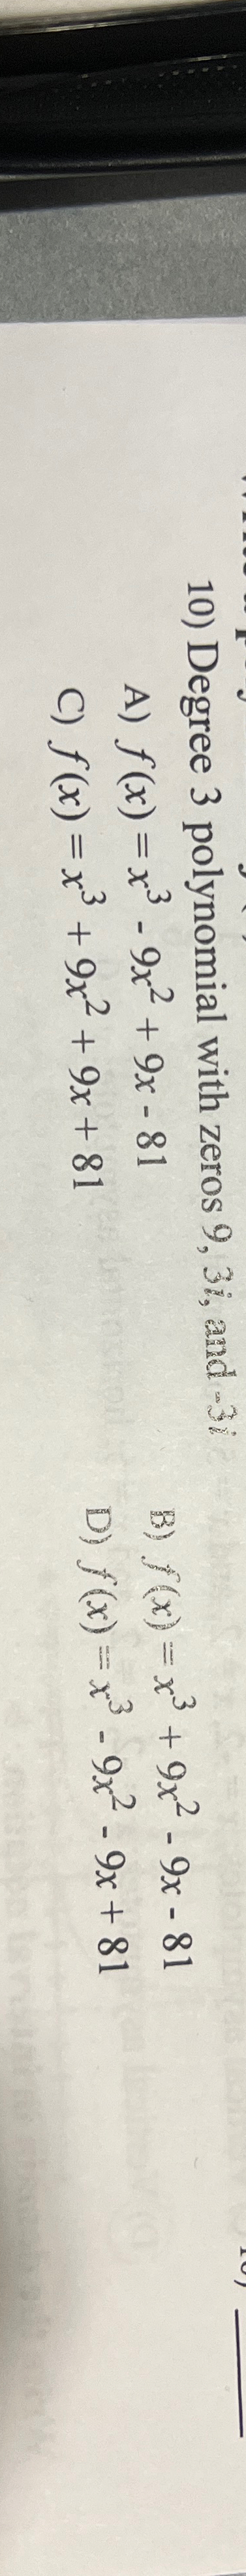 10) Degree 3 polynomial with zeros 9, 3i, and -3i
A) f(x) = x³ - 9x² + 9x - 81
B) f(x) = x³ + 9x² - 9x - 81
C) f(x) = x³ + 9x² + 9x + 81
D) f(x) = x³ - 9x² - 9x + 81